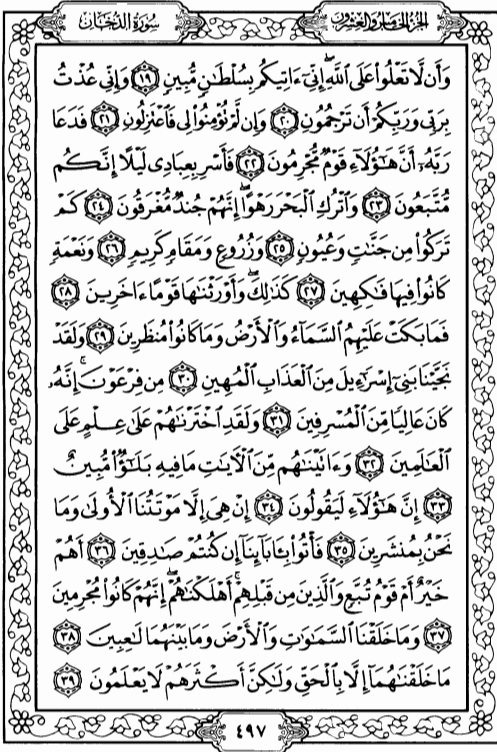 سورة الدخان
الجزء الخامس والعشرون
وَأَن لَّا تَعْلُوا۟ عَلَى ٱللَّهِ ۖ إِنِّىٓ ءَاتِيكُم بِسُلْطَـٰنٍ مُّبِينٍ ١٩ وَإِنِّى عُذْتُ
بِرَبِّى وَرَبِّكُمْ أَن تَرْجُمُونِ ٢٠ وَإِن لَّمْ تُؤْمِنُوا۟ لِى فَٱعْتَزِلُونِ ٢١ فَدَعَا
رَبَّهُۥٓ أَنَّ هَـٰٓؤُلَآءِ قَوْمٌ مُّجْرِمُونَ ٢٢ فَأَسْرِ بِعِبَادِى لَيْلًا إِنَّكُم
مُّتَّبَعُونَ ٢٣ وَٱتْرُكِ ٱلْبَحْرَ رَهْوًا ۖ إِنَّهُمْ جُندٌ مُّغْرَقُونَ ٢٤ كَمْ
تَرَكُوا۟ مِن جَنَّـٰتٍ وَعُيُونٍ ٢٥ وَزُرُوعٍ وَمَقَامٍ كَرِيمٍ ٢٦ وَنَعْمَةٍ
كَانُوا۟ فِيهَا فَـٰكِهِينَ ٢٧ كَذَٰلِكَ ۖ وَأَوْرَثْنَـٰهَا قَوْمًا ءَاخَرِينَ ٢٨
فَمَا بَكَتْ عَلَيْهِمُ ٱلسَّمَآءُ وَٱلْأَرْضُ وَمَا كَانُوا۟ مُنظَرِينَ ٢٩ وَلَقَدْ
نَجَّيْنَا بَنِىٓ إِسْرَٰٓءِيلَ مِنَ ٱلْعَذَابِ ٱلْمُهِينِ ٣٠ مِن فِرْعَوْنَ ۚ إِنَّهُۥ
كَانَ عَالِيًا مِّنَ ٱلْمُسْرِفِينَ ٣١ وَلَقَدِ ٱخْتَرْنَـٰهُمْ عَلَىٰ عِلْمٍ عَلَى
ٱلْعَـٰلَمِينَ ٣٢ وَءَاتَيْنَـٰهُم مِّنَ ٱلْـَٔايَـٰتِ مَا فِيهِ بَلَـٰٓؤٌا۟ مُّبِينٌ
٣٣ إِنَّ هَـٰٓؤُلَآءِ لَيَقُولُونَ ٣٤ إِنْ هِىَ إِلَّا مَوْتَتُنَا ٱلْأُولَىٰ وَمَا
نَحْنُ بِمُنشَرِينَ ٣٥ فَأْتُوا۟ بِـَٔابَآئِنَآ إِن كُنتُمْ صَـٰدِقِينَ ٣٦ أَهُمْ
خَيْرٌ أَمْ قَوْمُ تُبَّعٍ وَٱلَّذِينَ مِن قَبْلِهِمْ ۚ أَهْلَكْنَـٰهُمْ ۖ إِنَّهُمْ كَانُوا۟ مُجْرِمِينَ
٣٧ وَمَا خَلَقْنَا ٱلسَّمَـٰوَٰتِ وَٱلْأَرْضَ وَمَا بَيْنَهُمَا لَـٰعِبِينَ ٣٨
مَا خَلَقْنَـٰهُمَآ إِلَّا بِٱلْحَقِّ وَلَـٰكِنَّ أَكْثَرَهُمْ لَا يَعْلَمُونَ ٣٩
٤٩٧